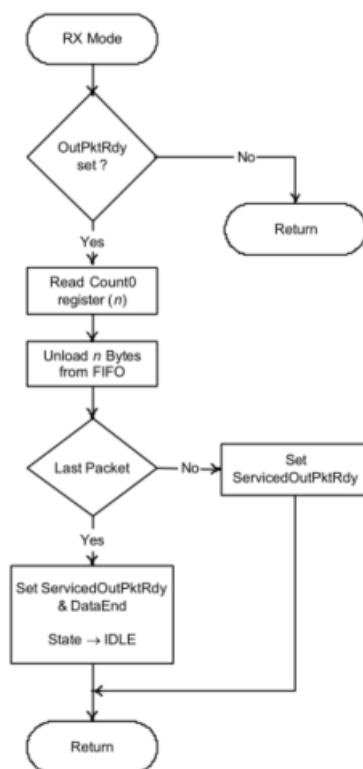 RX Mode
OutPktRdy
set ?
No
Return
Yes
Read Count0
register (n)
Unload n Bytes
from FIFO
Last Packet
No
Set
ServicedOutPktRdy
Yes
Set ServicedOutPktRdy
& DataEnd
State → IDLE
Return